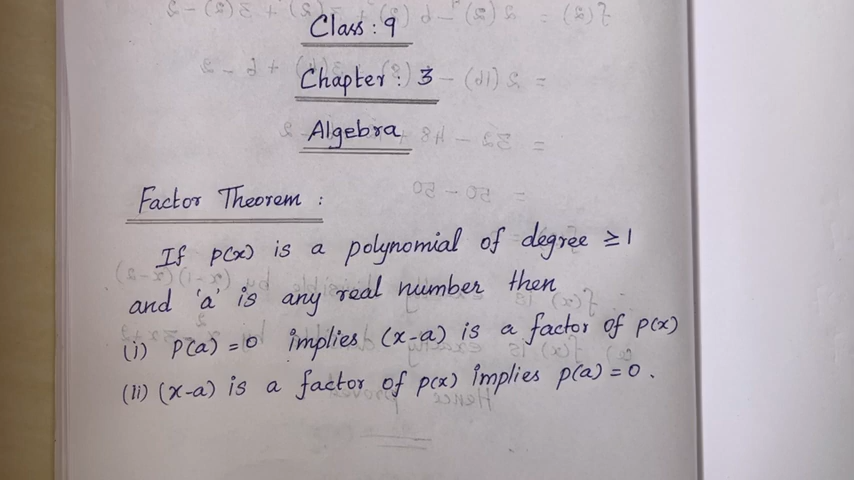 Class : 9
Chapter : 3
Algebra
Factor Theorem :
If p(x) is a polynomial of degree ≥ 1
and 'a' is any real number then
(i) p(a) = 0 implies (x-a) is a factor of p(x)
(ii) (x-a) is a factor of p(x) implies p(a) = 0 .